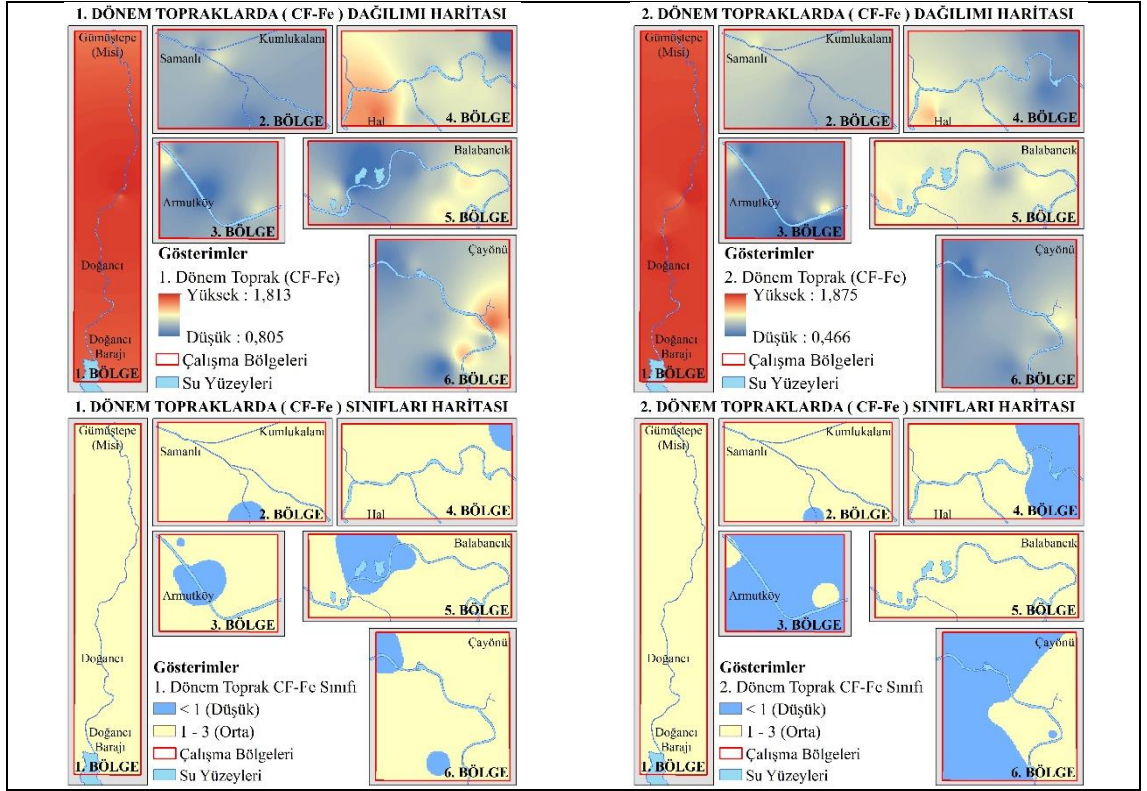 1. DÖNEM TOPRAKLARDA ( CF-Fe ) DAĞILIMI HARİTASI
Gümüştepe
(Misi)
Kumlukalanı
Samanlı
2. BÖLGE
Hal
4. BÖLGE
Armutköy
3. BÖLGE
Balabancık
5. BÖLGE
Doğancı
Doğancı
Barajı
1. BÖLGE
Çayönü
6. BÖLGE
Gösterimler
1. Dönem Toprak (CF-Fe)
Yüksek : 1,813
Düşük : 0,805
Çalışma Bölgeleri
Su Yüzeyleri
2. DÖNEM TOPRAKLARDA ( CF-Fe ) DAĞILIMI HARİTASI
Gümüştepe
(Misi)
Kumlukalanı
Samanlı
2. BÖLGE
Hal
4. BÖLGE
Armutköy
3. BÖLGE
Balabancık
5. BÖLGE
Doğancı
Doğancı
Barajı
1. BÖLGE
Çayönü
6. BÖLGE
Gösterimler
2. Dönem Toprak (CF-Fe)
Yüksek : 1,875
Düşük : 0,466
Çalışma Bölgeleri
Su Yüzeyleri
1. DÖNEM TOPRAKLARDA ( CF-Fe ) SINIFLARI HARİTASI
Gümüştepe
(Misi)
Kumlukalanı
Samanlı
2. BÖLGE
Hal
4. BÖLGE
Armutköy
3. BÖLGE
Balabancık
5. BÖLGE
Doğancı
Doğancı
Barajı
1. BÖLGE
Çayönü
6. BÖLGE
Gösterimler
1. Dönem Toprak CF-Fe Sınıfı
< 1 (Düşük)
1 - 3 (Orta)
Çalışma Bölgeleri
Su Yüzeyleri
2. DÖNEM TOPRAKLARDA ( CF-Fe ) SINIFLARI HARİTASI
Gümüştepe
(Misi)
Kumlukalanı
Samanlı
2. BÖLGE
Hal
4. BÖLGE
Armutköy
3. BÖLGE
Balabancık
5. BÖLGE
Doğancı
Doğancı
Barajı
1. BÖLGE
Çayönü
6. BÖLGE
Gösterimler
2. Dönem Toprak CF-Fe Sınıfı
< 1 (Düşük)
1 - 3 (Orta)
Çalışma Bölgeleri
Su Yüzeyleri